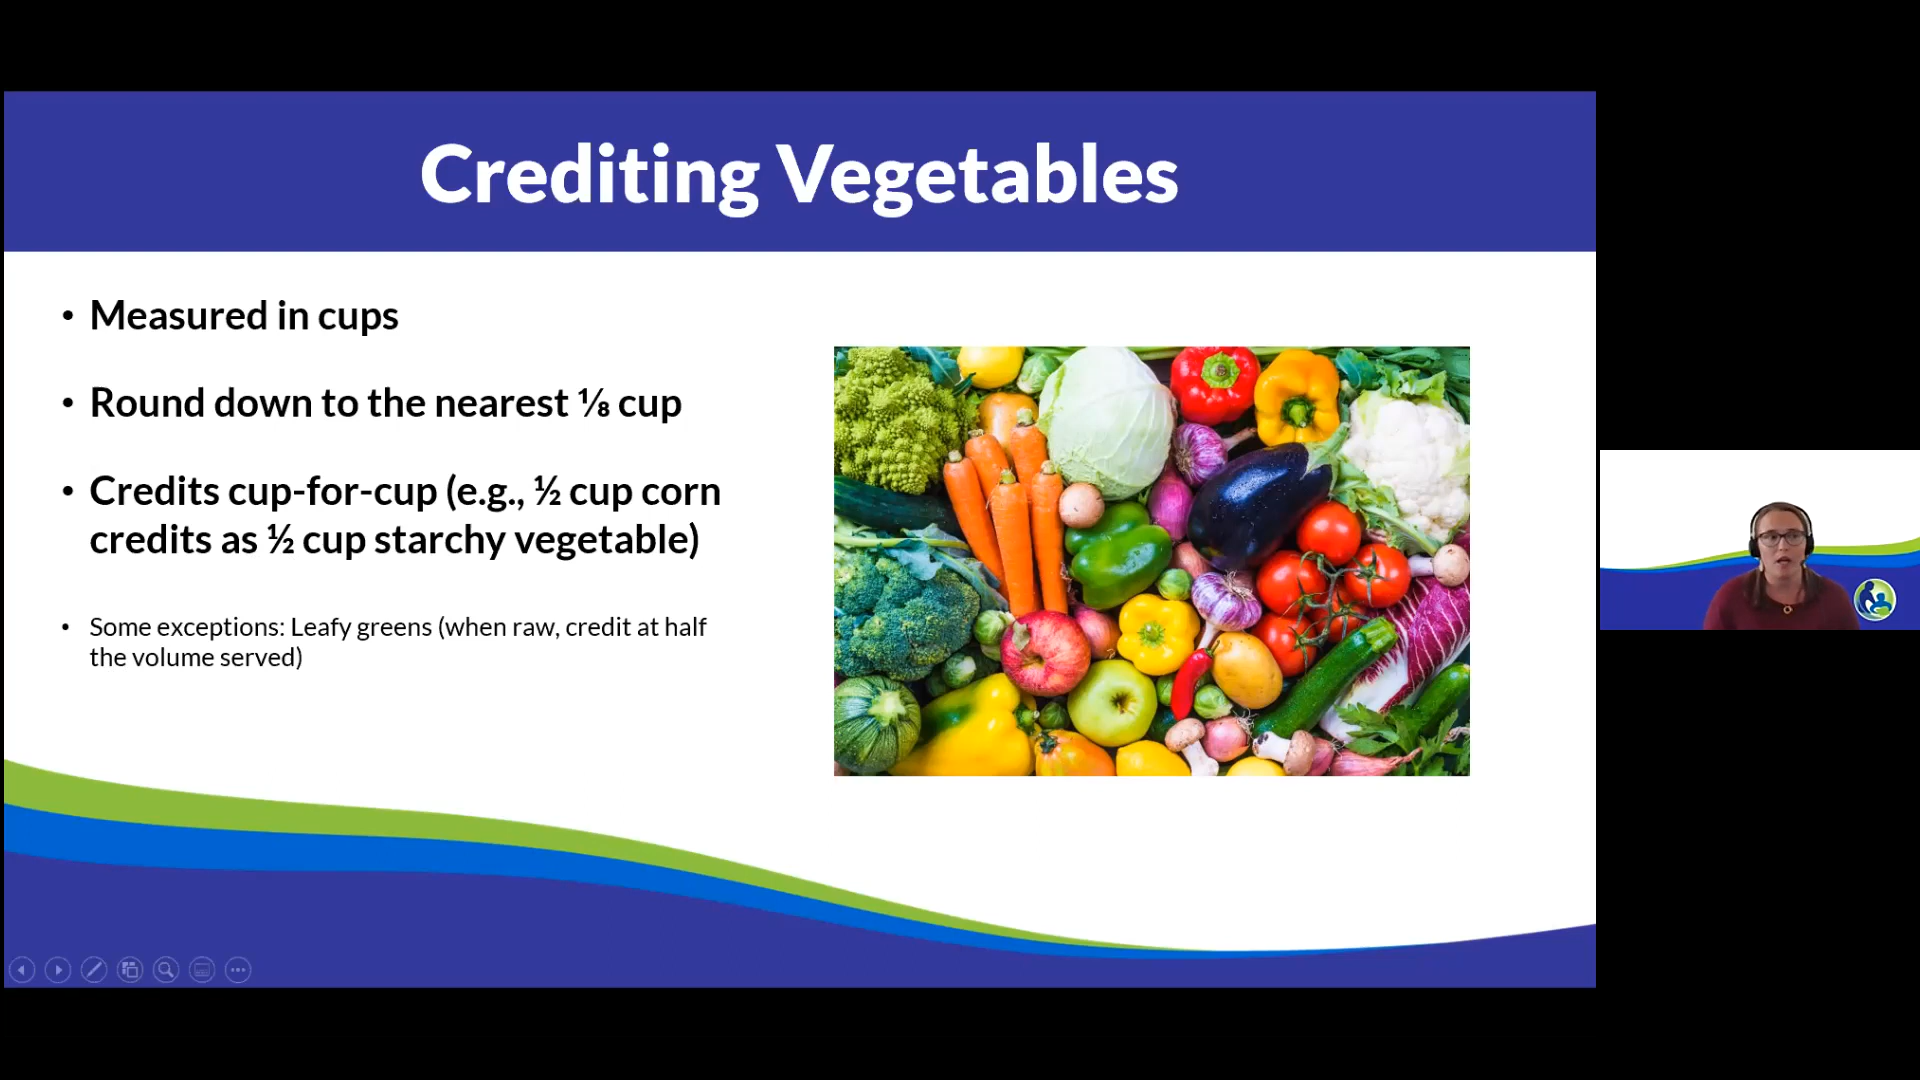 Crediting Vegetables
• Measured in cups
• Round down to the nearest ⅛ cup
• Credits cup-for-cup (e.g., ½ cup corn
credits as ½ cup starchy vegetable)
• Some exceptions: Leafy greens (when raw, credit at half
the volume served)